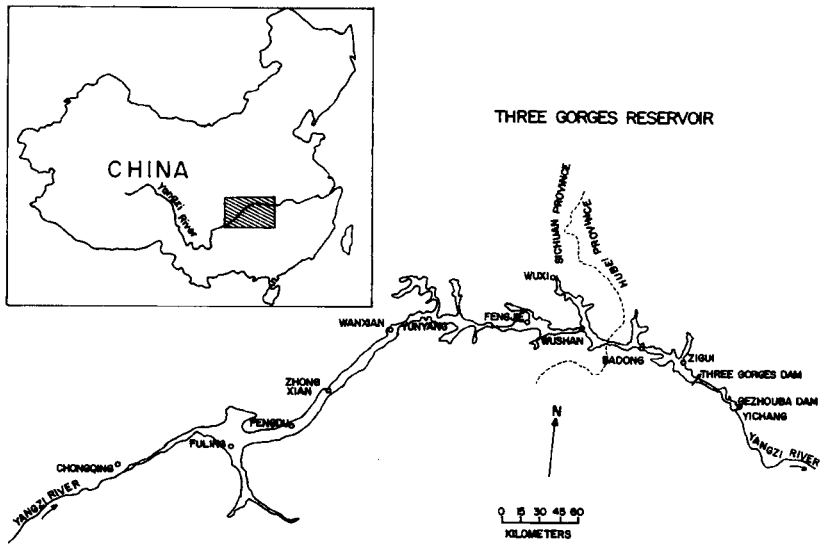 CHINA
Yangzi River
THREE GORGES RESERVOIR
SICHUAN PROVINCE
HUBEI PROVINCE
WUXI
WANXIAN
YUNYANG
FENGJIE
WUSHAN
BADONG
ZIGUI
THREE GORGES DAM
GEZHOUBA DAM
YICHANG
YANGZI RIVER
ZHONG
XIAN
FENGDU
FULING
CHONGQING
YANGZI RIVER
N
0 15 30 45 60
KILOMETERS